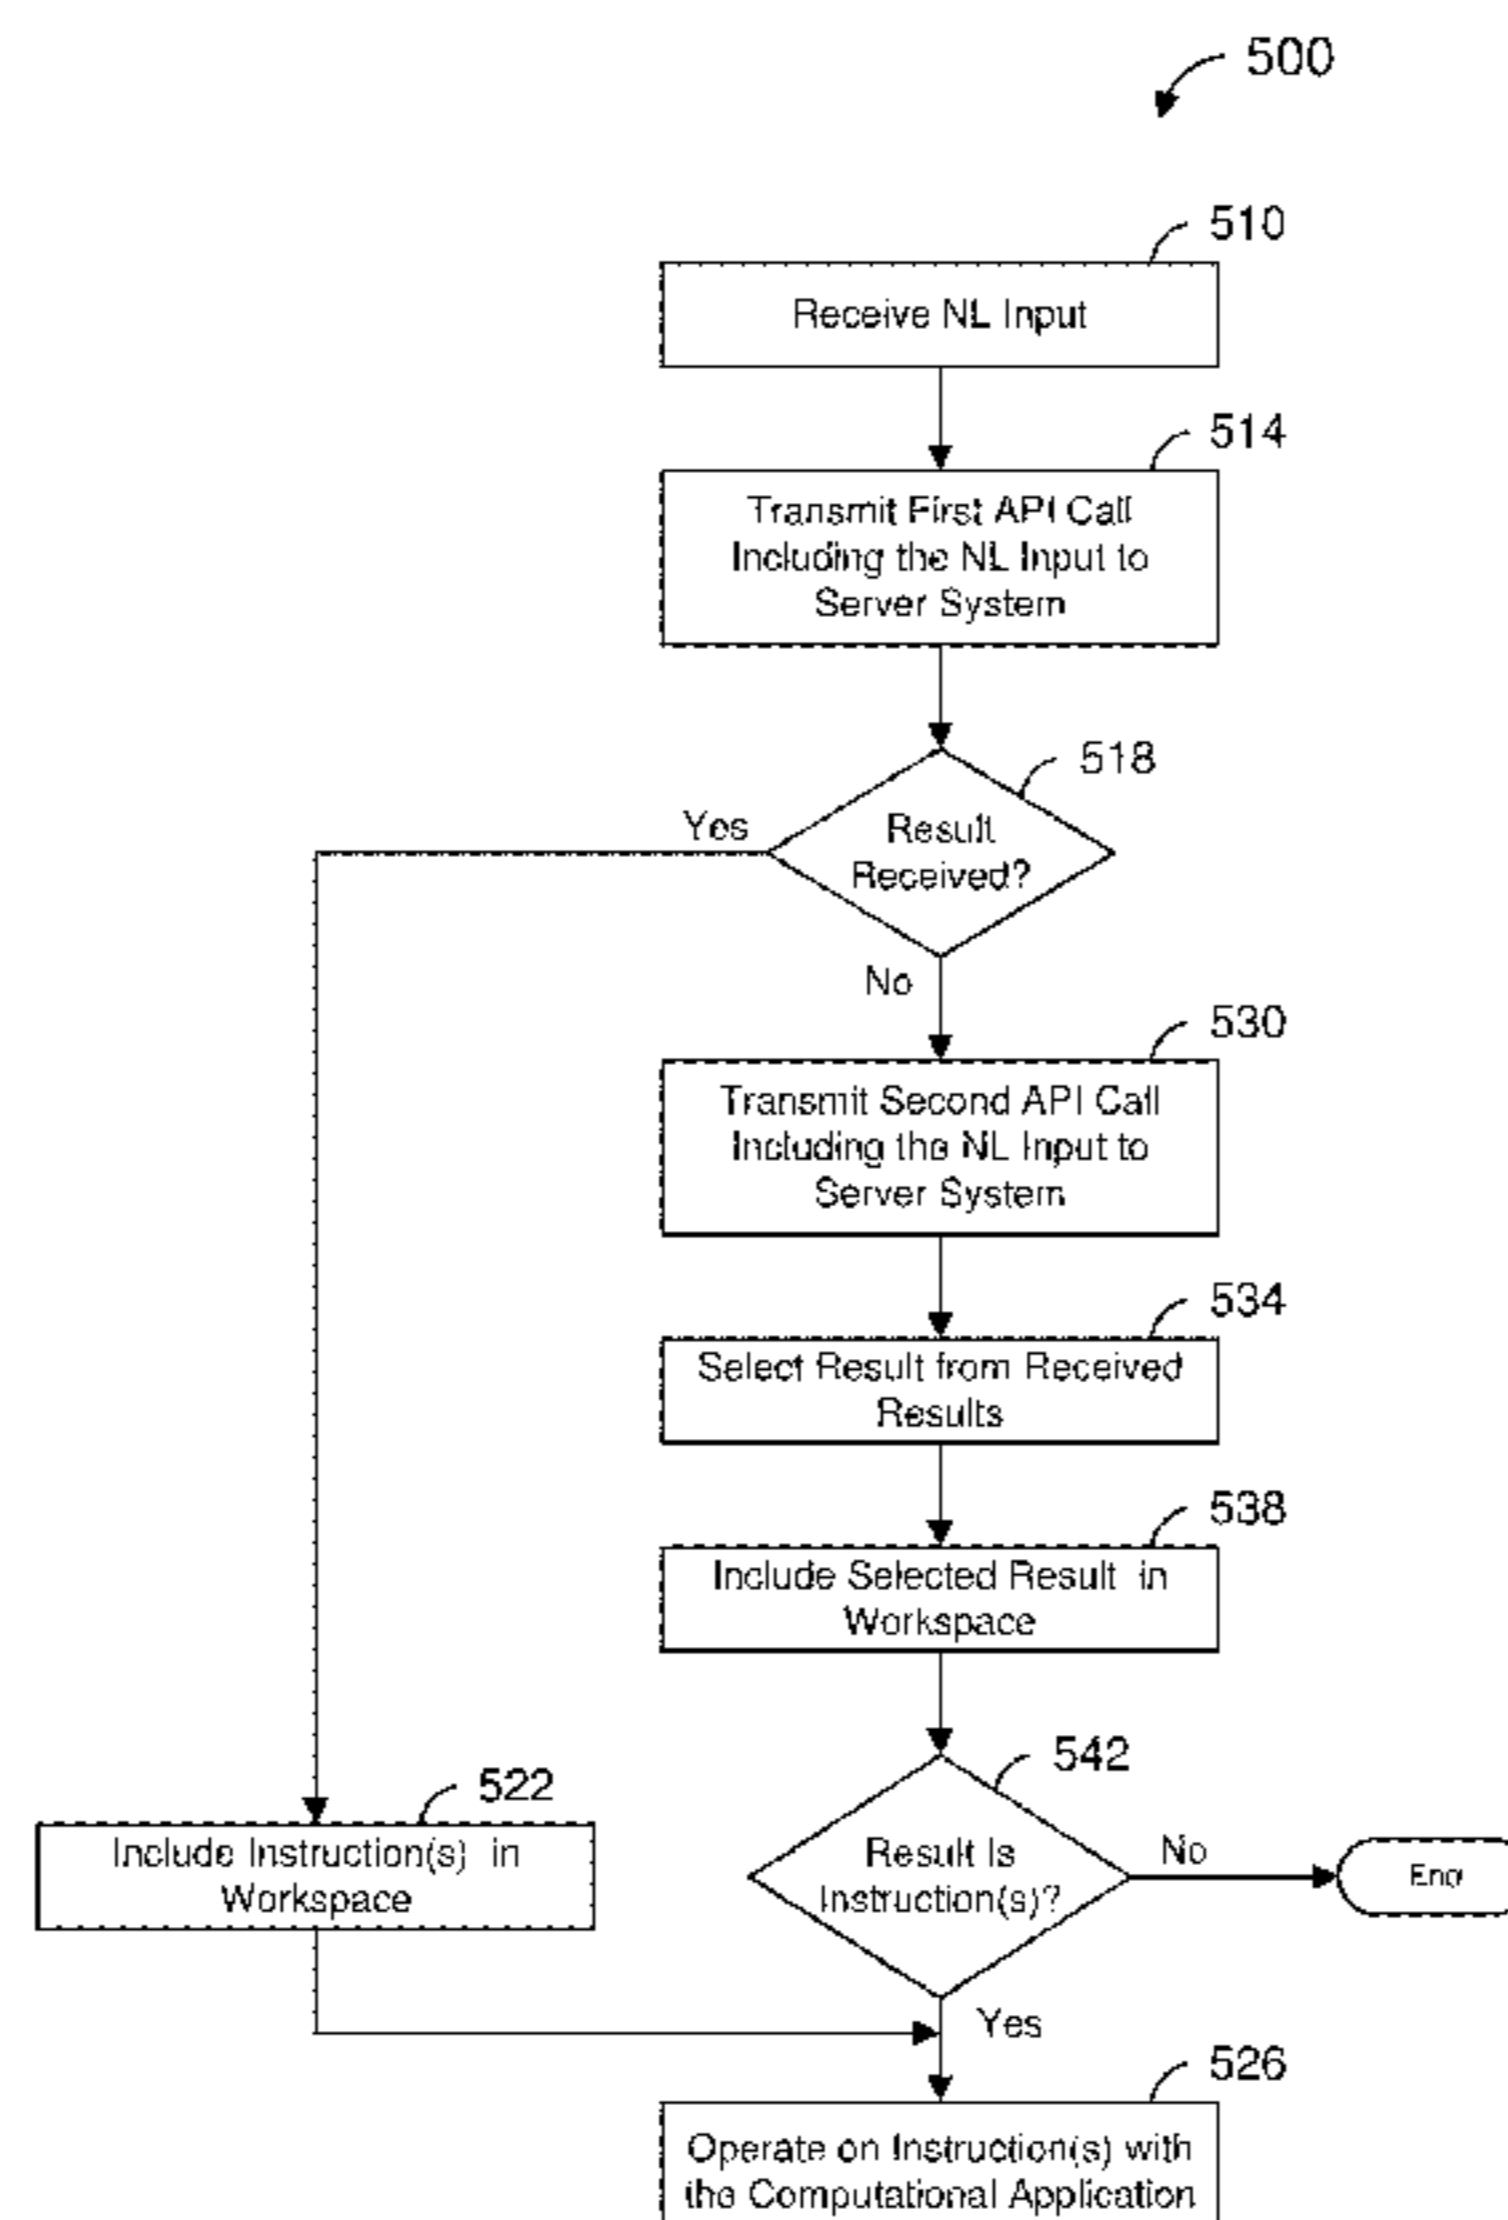 500
510
Receive NL Input
514
Transmit First API Call
Including the NL Input to
Server System
518
Yes
Result
Received?
No
530
Transmit Second API Call
Including the NL Input to
Server System
534
Select Result from Received
Results
538
Include Selected Result in
Workspace
542
522
Include Instruction(s) in
Workspace
Result Is
Instruction(s)?
No
End
Yes
526
Operate on Instruction(s) with
the Computational Application